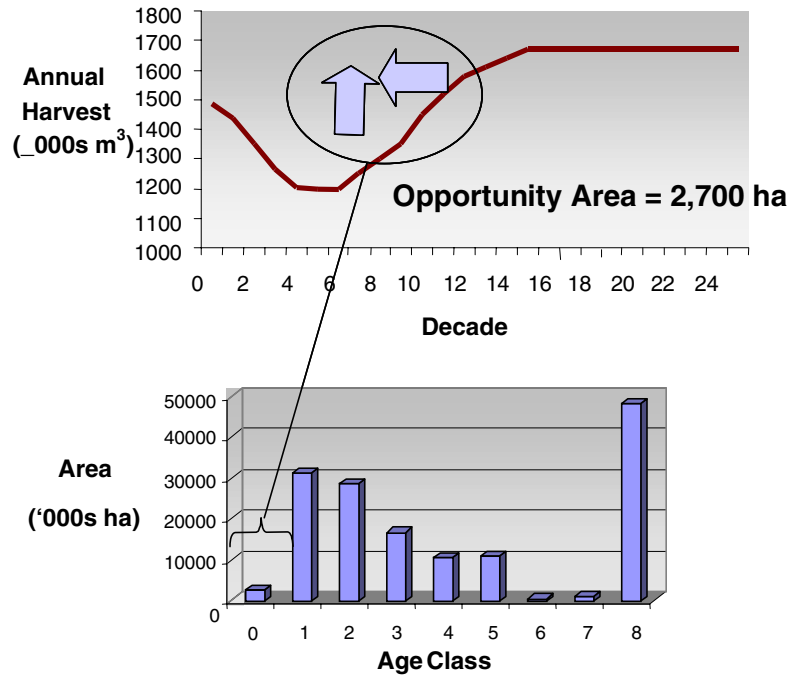 1800
1700
1600
1500
1400
1300
1200
1100
1000
Annual
Harvest
(_000s m³)
Opportunity Area = 2,700 ha
0 2 4 6 8 10 12 14 16 18 20 22 24
Decade
50000
40000
30000
20000
10000
0
Area
(‘000s ha)
0 1 2 3 4 5 6 7 8
Age Class